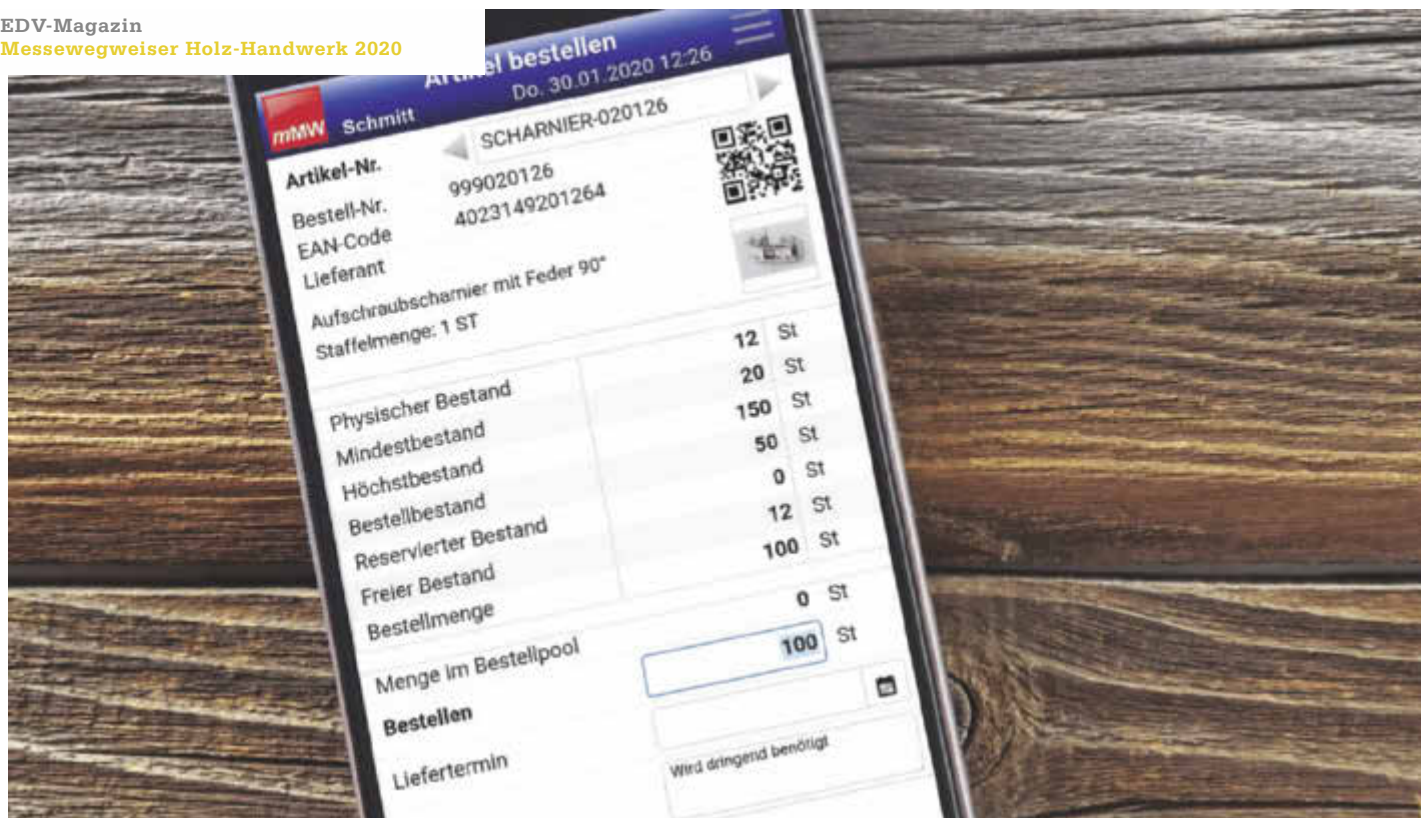 EDV-Magazin
Messewegweiser Holz-Handwerk 2020
Artikel bestellen
mMW Schmitt Do. 30.01.2020 12:26
Artikel-Nr. SCHARNIER-020126
Bestell-Nr. 999020126
EAN-Code 4023149201264
Lieferant
Aufschraubscharnier mit Feder 90°
Staffelmenge: 1 ST
Physischer Bestand 12 St
Mindestbestand 20 St
Höchstbestand 150 St
Bestellbestand 50 St
Reservierter Bestand 0 St
Freier Bestand 12 St
Bestellmenge 100 St
Menge im Bestellpool 0 St
Bestellen 100 St
Liefertermin
Wird dringend benötigt